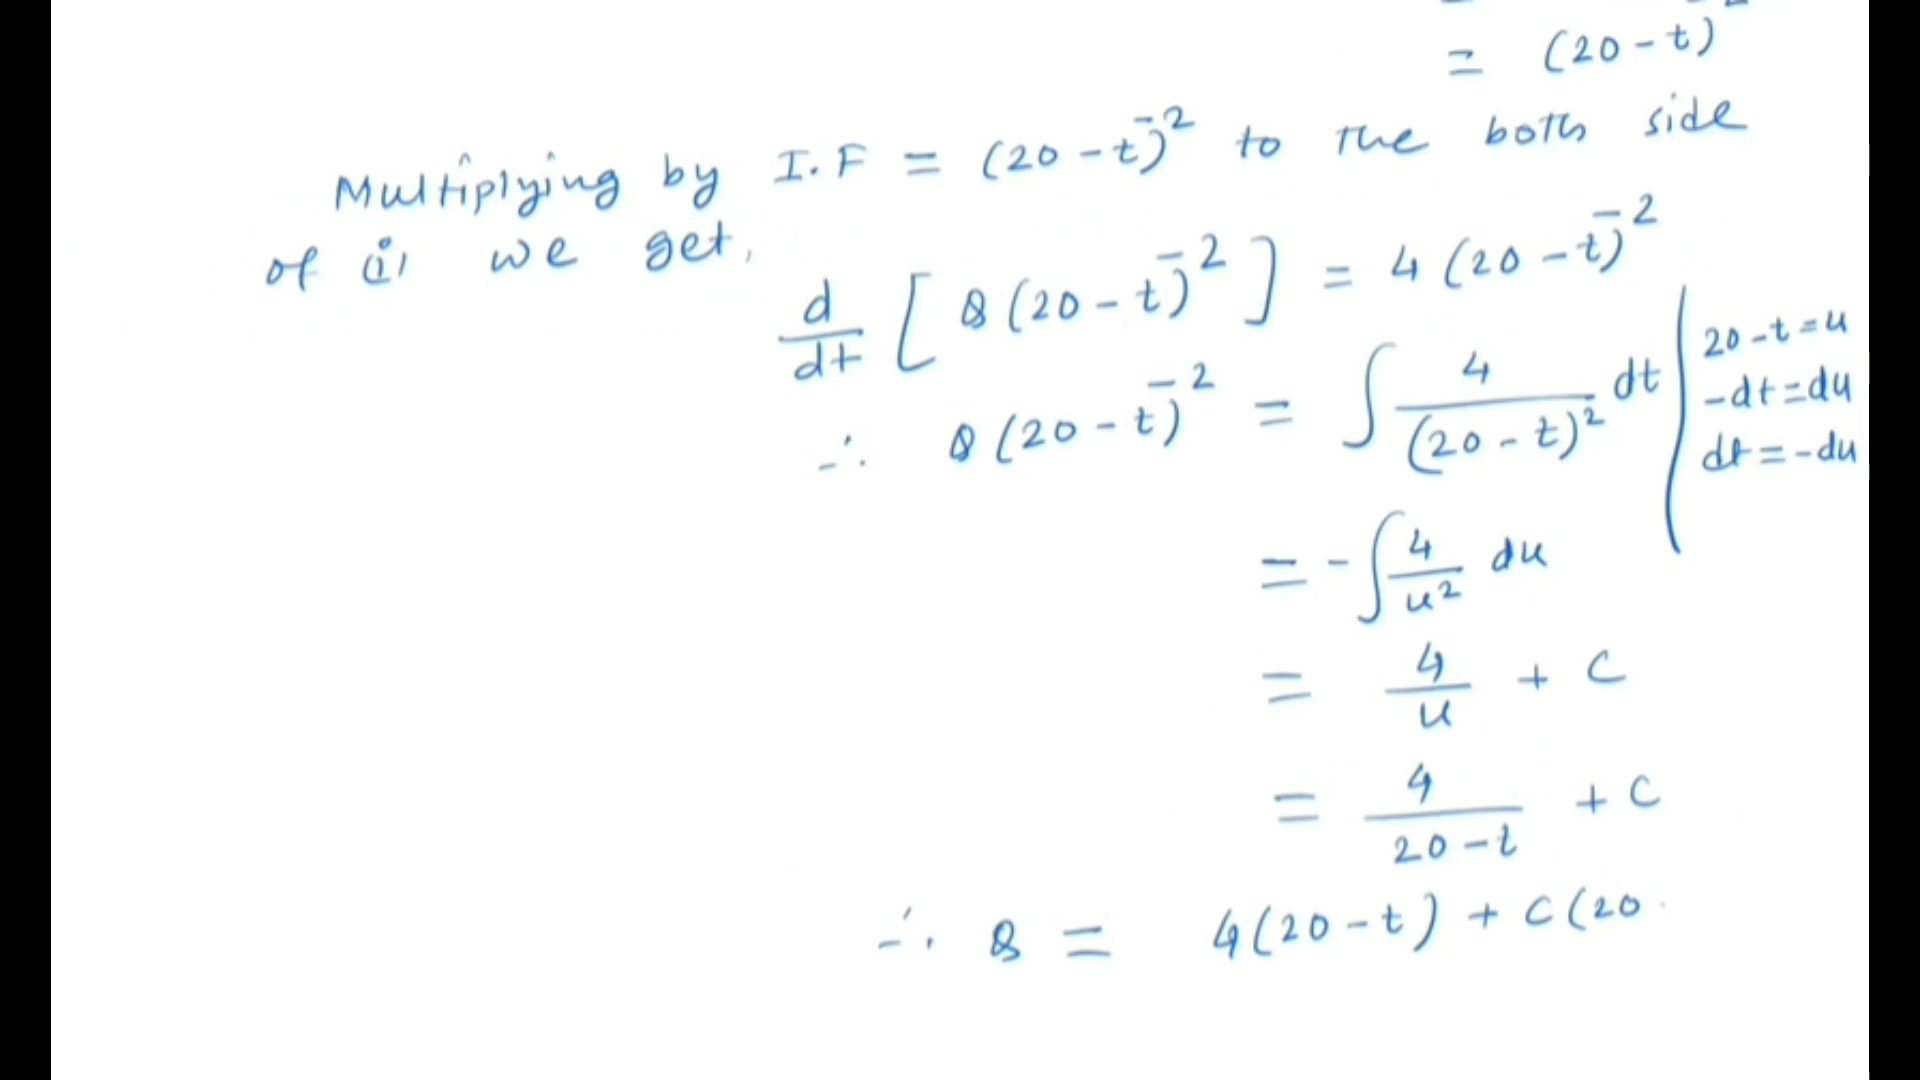 = (20-t)
Multiplying by I.F = (20-t)^-2 to the both side
of (i) we get,
d/dt [Q(20-t)^-2] = 4(20-t)^-2
∴ Q(20-t)^-2 = ∫ 4/(20-t)^2 dt
20-t=u
-dt=du
dt=-du
= -∫ 4/u^2 du
= 4/u + C
= 4/(20-t) + C
∴ Q = 4(20-t) + C(20